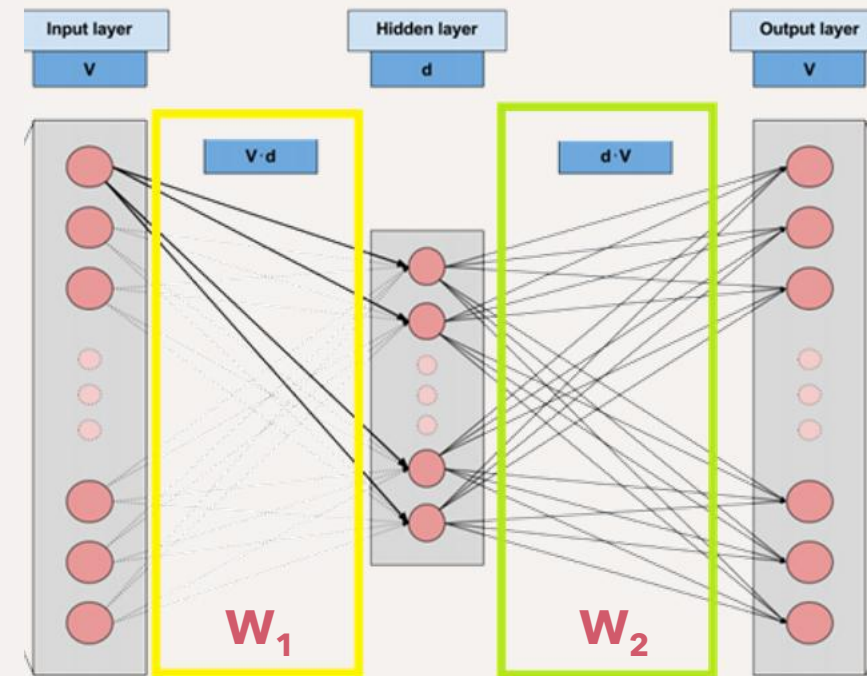 Input layer
V
Hidden layer
d
Output layer
V
V·d
d·V
W₁
W₂